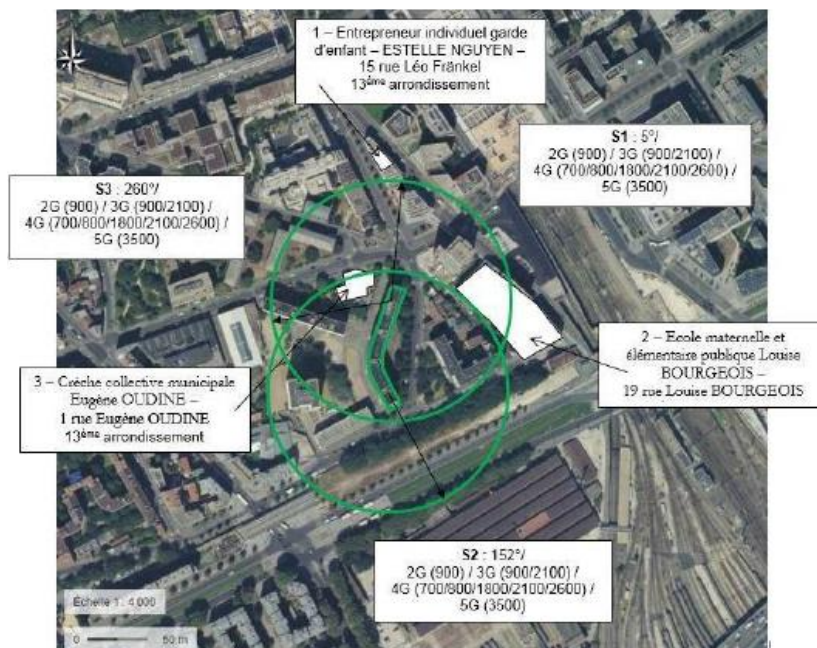 1 – Entrepreneur individuel garde
d'enfant – ESTELLE NGUYEN –
15 rue Léo Fränkel
13ème arrondissement
S1 : 5°/
2G (900) / 3G (900/2100) /
4G (700/800/1800/2100/2600) /
5G (3500)
S3 : 260°/
2G (900) / 3G (900/2100) /
4G (700/800/1800/2100/2600) /
5G (3500)
2 – Ecole maternelle et
élémentaire publique Louise
BOURGEOIS –
19 rue Louise BOURGEOIS
3 – Crèche collective municipale
Eugène OUDINE –
1 rue Eugène OUDINE
13ème arrondissement
S2 : 152°/
2G (900) / 3G (900/2100) /
4G (700/800/1800/2100/2600) /
5G (3500)
Échelle 1 : 4 000
0 50 m